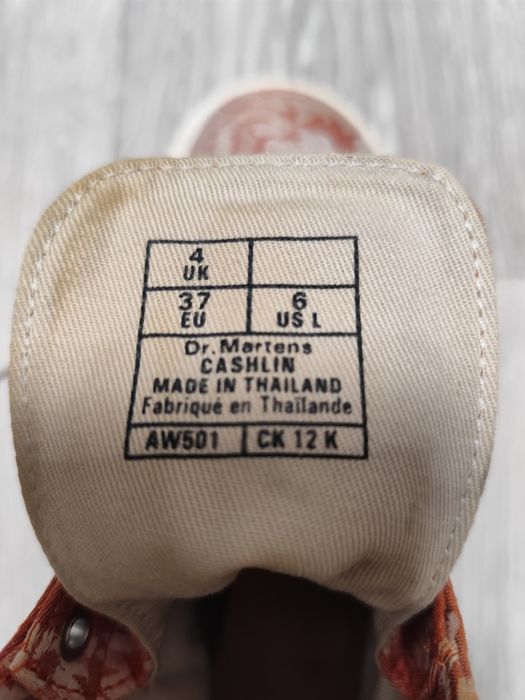 4
UK
37
EU
6
US L
Dr. Martens
CASHLIN
MADE IN THAILAND
Fabriqué en Thaïlande
AW501 CK 12 K